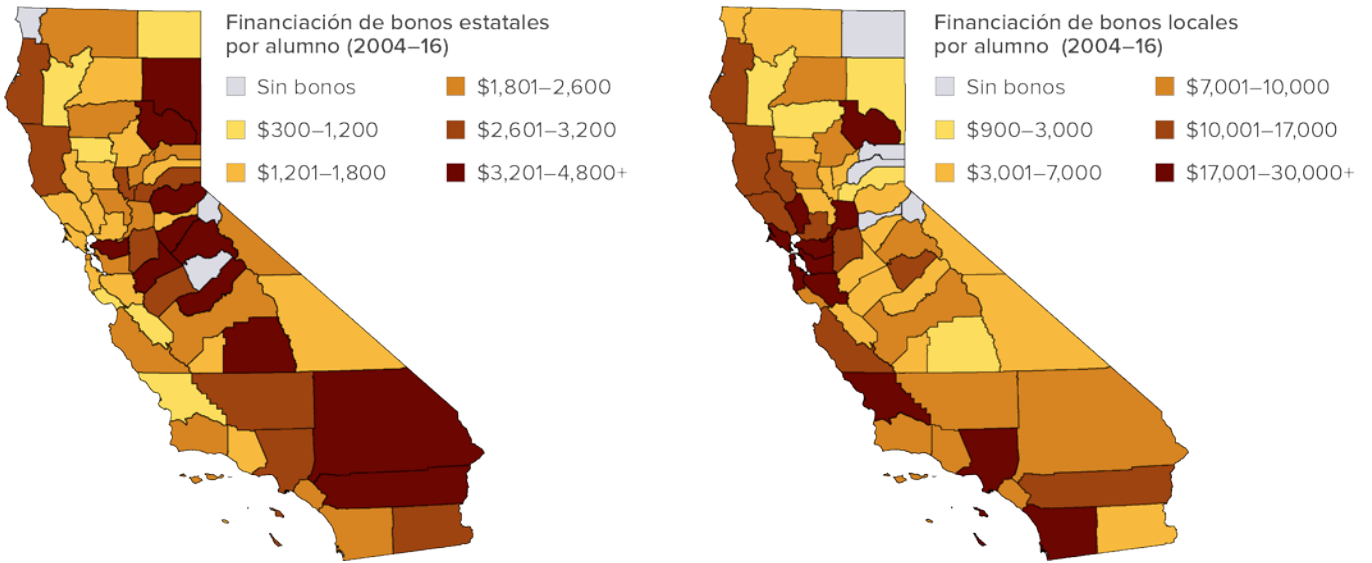 Financiación de bonos estatales
por alumno (2004–16)
Sin bonos
$300–1,200
$1,201–1,800
$1,801–2,600
$2,601–3,200
$3,201–4,800+
Financiación de bonos locales
por alumno (2004–16)
Sin bonos
$900–3,000
$3,001–7,000
$7,001–10,000
$10,001–17,000
$17,001–30,000+